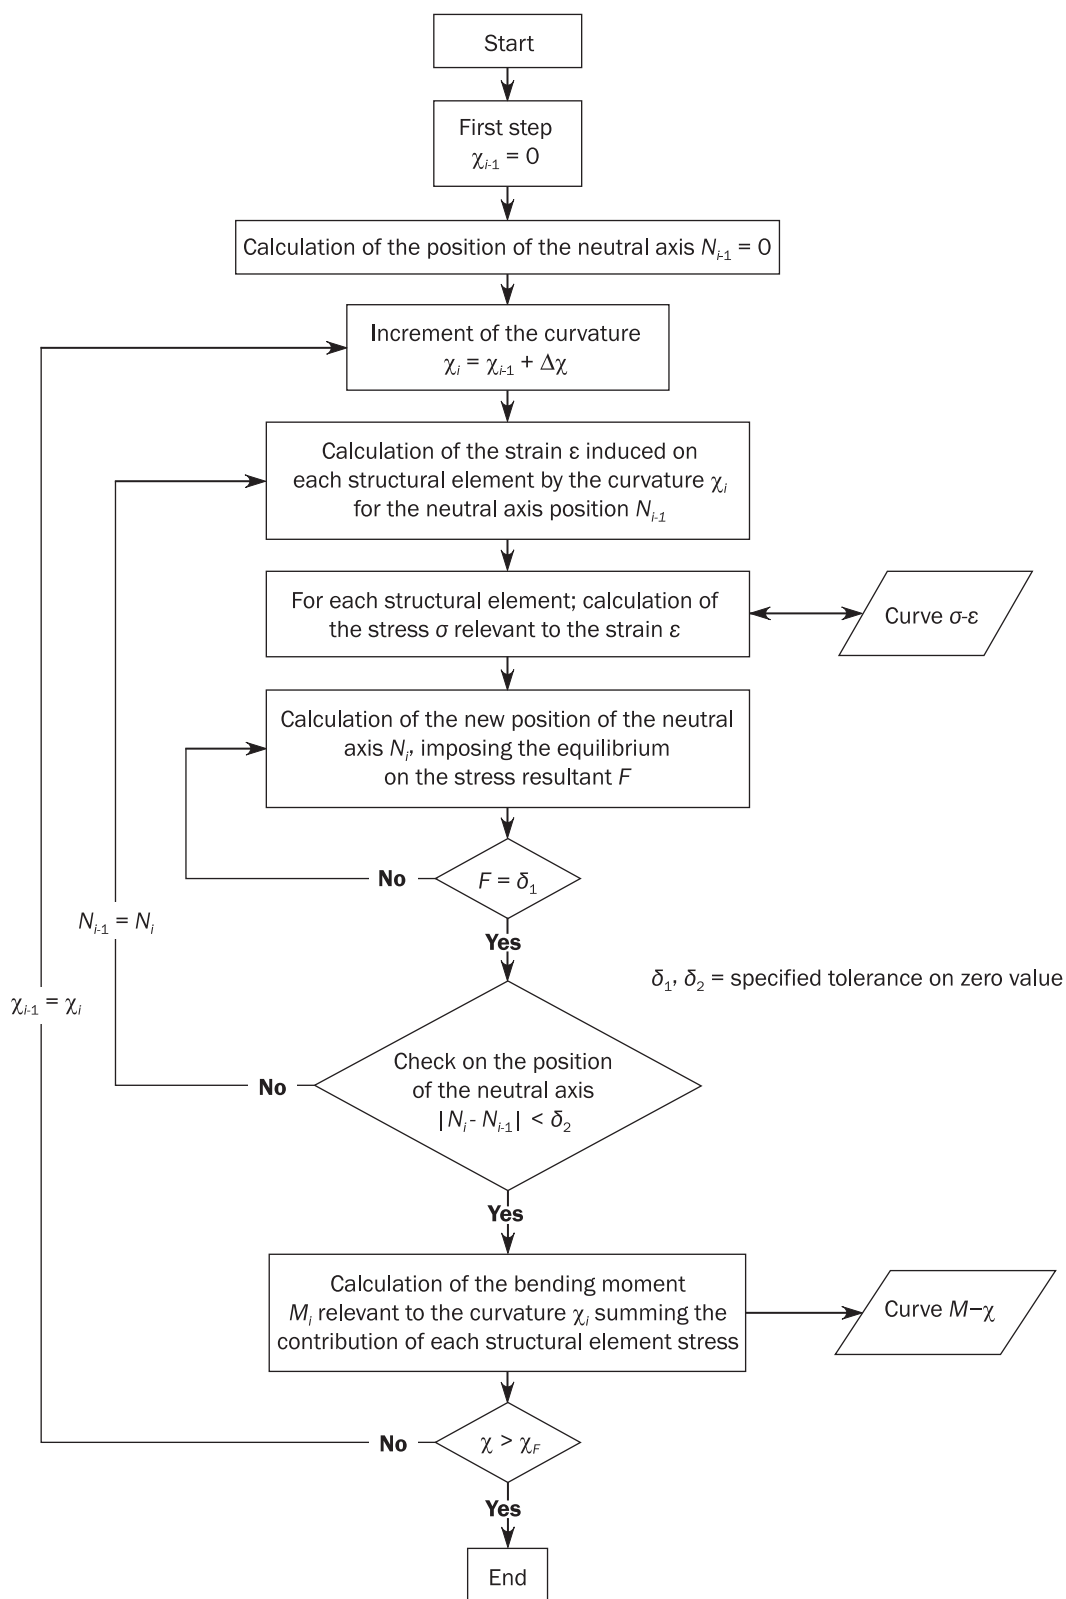 Start
First step
χi-1 = 0
Calculation of the position of the neutral axis Ni-1 = 0
Increment of the curvature
χi = χi-1 + Δχ
Calculation of the strain ε induced on
each structural element by the curvature χi
for the neutral axis position Ni-1
For each structural element; calculation of
the stress σ relevant to the strain ε
Curve σ-ε
Calculation of the new position of the neutral
axis Ni, imposing the equilibrium
on the stress resultant F
No
F = δ1
Ni-1 = Ni
Yes
δ1, δ2 = specified tolerance on zero value
χi-1 = χi
Check on the position
of the neutral axis
|Ni - Ni-1| < δ2
No
Yes
Calculation of the bending moment
Mi relevant to the curvature χi summing the
contribution of each structural element stress
Curve M–χ
No
χ > χF
Yes
End